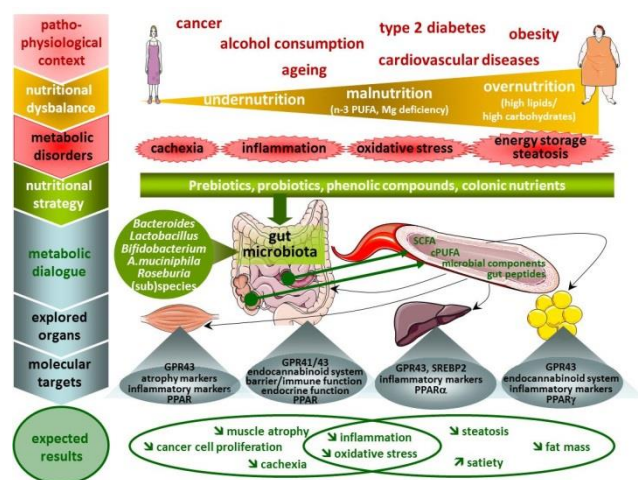 patho-
physiological
context
cancer
alcohol consumption
ageing
type 2 diabetes
obesity
cardiovascular diseases
nutritional
dysbalance
undernutrition
malnutrition
(n-3 PUFA, Mg deficiency)
overnutrition
(high lipids/
high carbohydrates)
metabolic
disorders
cachexia
inflammation
oxidative stress
energy storage
steatosis
nutritional
strategy
Prebiotics, probiotics, phenolic compounds, colonic nutrients
metabolic
dialogue
Bacteroides
Lactobacillus
Bifidobacterium
A.muciniphila
Roseburia
(sub)species
gut
microbiota
SCFA
cPUFA
microbial components
gut peptides
explored
organs
molecular
targets
GPR43
atrophy markers
inflammatory markers
PPAR
GPR41/43
endocannabinoid system
barrier/immune function
endocrine function
PPAR
GPR43, SREBP2
inflammatory markers
PPARα
GPR43
endocannabinoid system
inflammatory markers
PPARγ
expected
results
↘ muscle atrophy
↘ cancer cell proliferation
↘ cachexia
↘ inflammation
↘ oxidative stress
↘ steatosis
↘ fat mass
↗ satiety